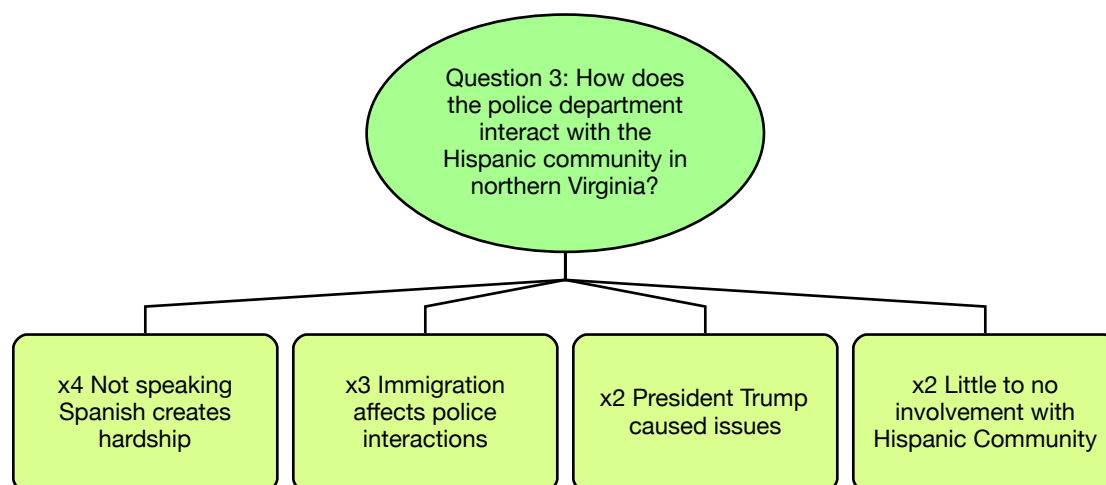 Question 3: How does
the police department
interact with the
Hispanic community in
northern Virginia?
x4 Not speaking
Spanish creates
hardship
x3 Immigration
affects police
interactions
x2 President Trump
caused issues
x2 Little to no
involvement with
Hispanic Community